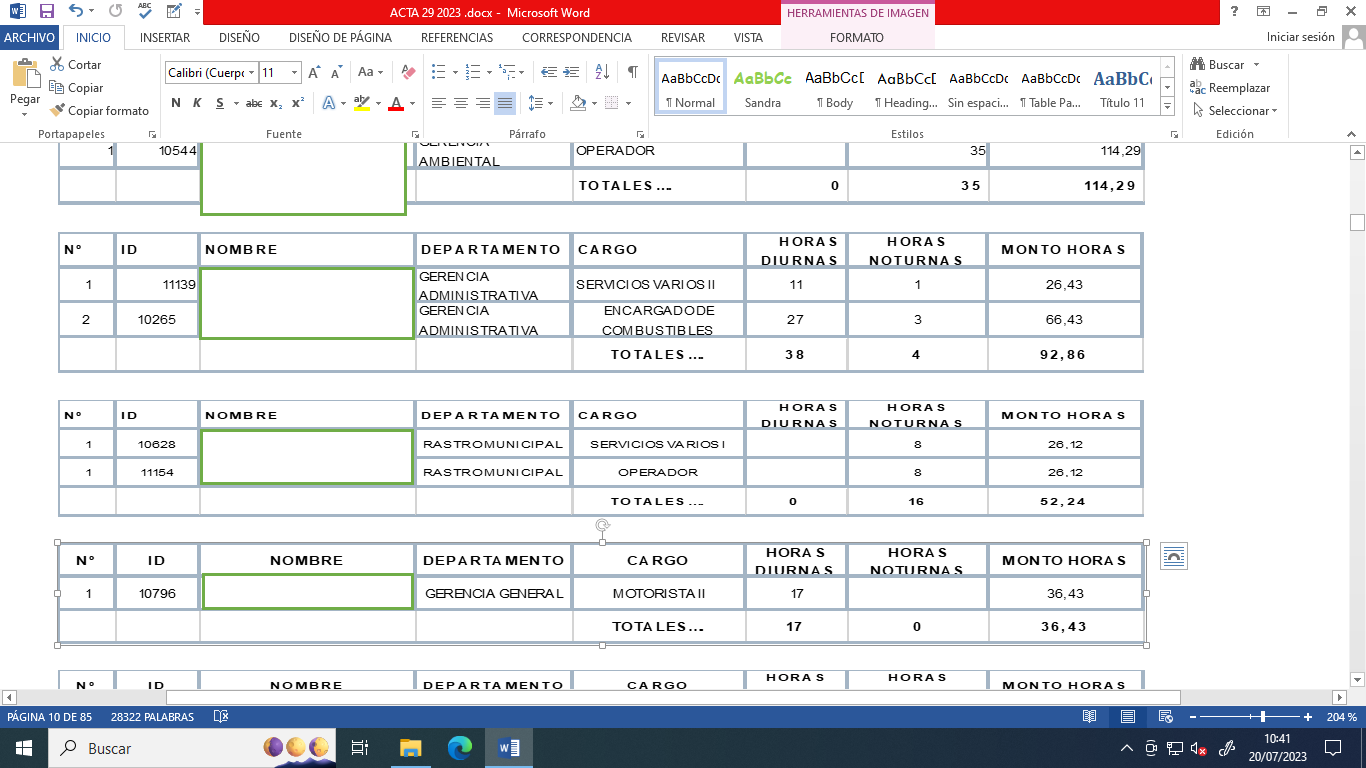 ACTA 29 2023 .docx - Microsoft Word
HERRAMIENTAS DE IMAGEN
ARCHIVO INICIO INSERTAR DISEÑO DISEÑO DE PÁGINA REFERENCIAS CORRESPONDENCIA REVISAR VISTA FORMATO Iniciar sesión
Pegar
Cortar
Copiar
Copiar formato
Portapapeles
Calibri (Cuerpo 11
N K S abc x₂ x²
Fuente
Párrafo
AaBbCcDc AaBbCc AaBbCcD AaBbCcD AaBbCcDc AaBbCcDc AaBbC
¶ Normal Sandra ¶ Body ¶ Heading... Sin espaci... ¶ Table Pa... Título 11
Estilos
Buscar
Reemplazar
Seleccionar
Edición
1 10544 GERENCIA AMBIENTAL OPERADOR 35 114,29
TOTALES.... 0 35 114,29
Nº ID NOMBRE DEPARTAMENTO CARGO HORAS DIURNAS HORAS NOTURNAS MONTO HORAS
1 11139 GERENCIA ADMINISTRATIVA SERVICIOS VARIOS II 11 1 26,43
2 10265 GERENCIA ADMINISTRATIVA ENCARGADO DE COMBUSTIBLES 27 3 66,43
TOTALES.... 38 4 92,86
Nº ID NOMBRE DEPARTAMENTO CARGO HORAS DIURNAS HORAS NOTURNAS MONTO HORAS
1 10628 RASTRO MUNICIPAL SERVICIOS VARIOS I 8 26,12
1 11154 RASTRO MUNICIPAL OPERADOR 8 26,12
TOTALES.... 0 16 52,24
Nº ID NOMBRE DEPARTAMENTO CARGO HORAS DIURNAS HORAS NOTURNAS MONTO HORAS
1 10796 GERENCIA GENERAL MOTORISTA II 17 36,43
TOTALES.... 17 0 36,43
Nº ID NOMBRE DEPARTAMENTO CARGO HORAS HORAS MONTO HORAS
PÁGINA 10 DE 85 28322 PALABRAS 204 %
Buscar
10:41
20/07/2023